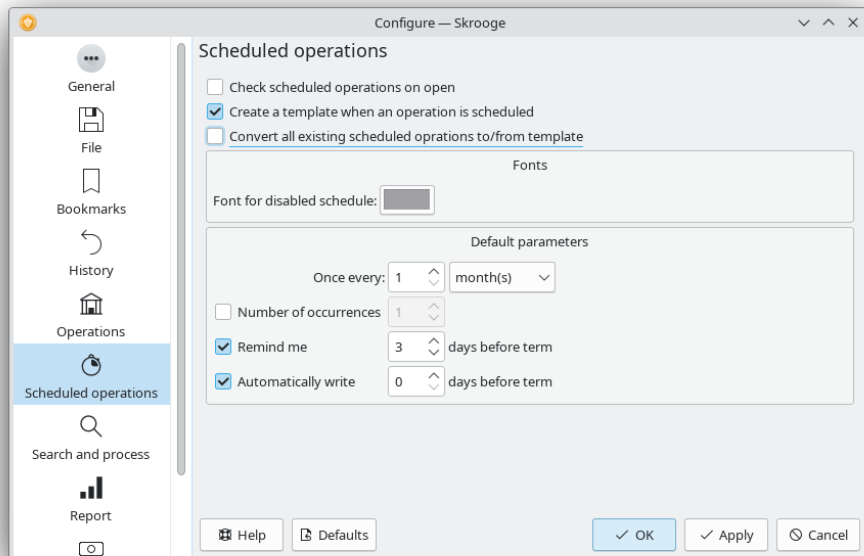 Configure — Skrooge
General
File
Bookmarks
History
Operations
Scheduled operations
Search and process
Report
Scheduled operations
Check scheduled operations on open
Create a template when an operation is scheduled
Convert all existing scheduled oprations to/from template
Fonts
Font for disabled schedule:
Default parameters
Once every: 1 month(s)
Number of occurrences 1
Remind me 3 days before term
Automatically write 0 days before term
Help Defaults OK Apply Cancel